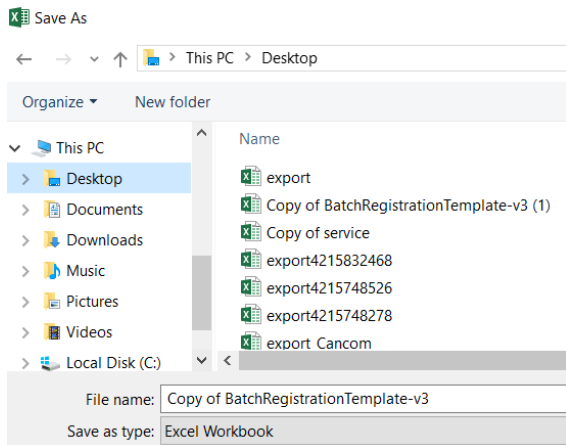 Save As
This PC > Desktop
Organize New folder
Name
This PC
Desktop
Documents
Downloads
Music
Pictures
Videos
Local Disk (C:)
export
Copy of BatchRegistrationTemplate-v3 (1)
Copy of service
export4215832468
export4215748526
export4215748278
export Cancom
File name: Copy of BatchRegistrationTemplate-v3
Save as type: Excel Workbook